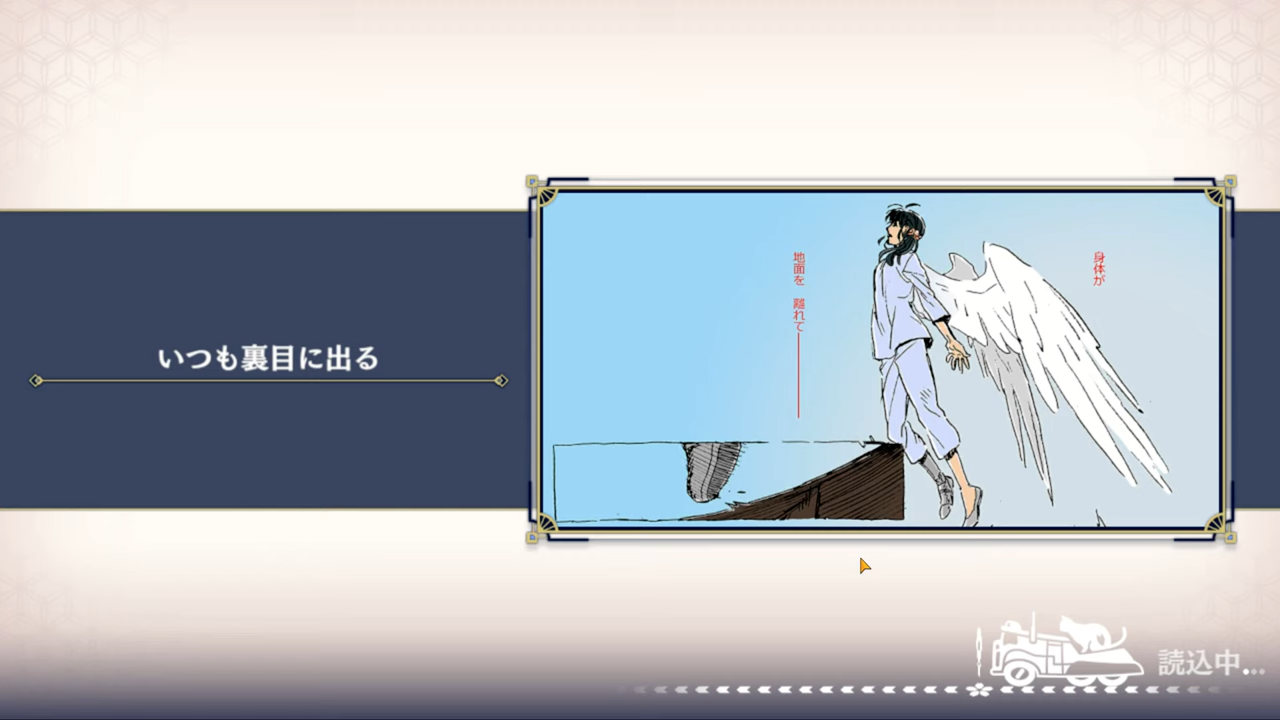 いつも裏目に出る
身体が
地面を 離れて――
読込中...